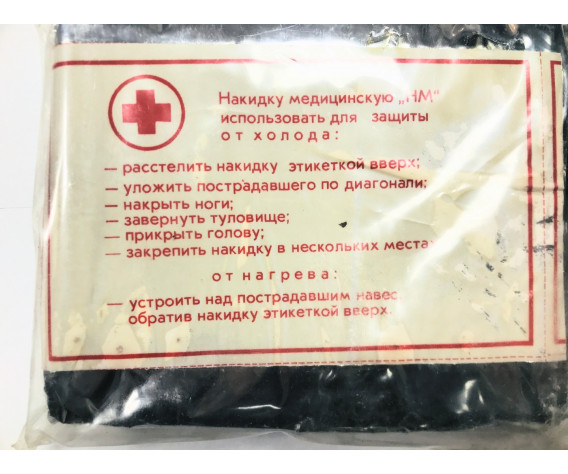 Накидку медицинскую „НМ“
использовать для защиты
от холода:
— расстелить накидку этикеткой вверх;
— уложить пострадавшего по диагонали;
— накрыть ноги;
— завернуть туловище;
— прикрыть голову;
— закрепить накидку в нескольких местах
от нагрева:
— устроить над пострадавшим навес
обратив накидку этикеткой вверх.